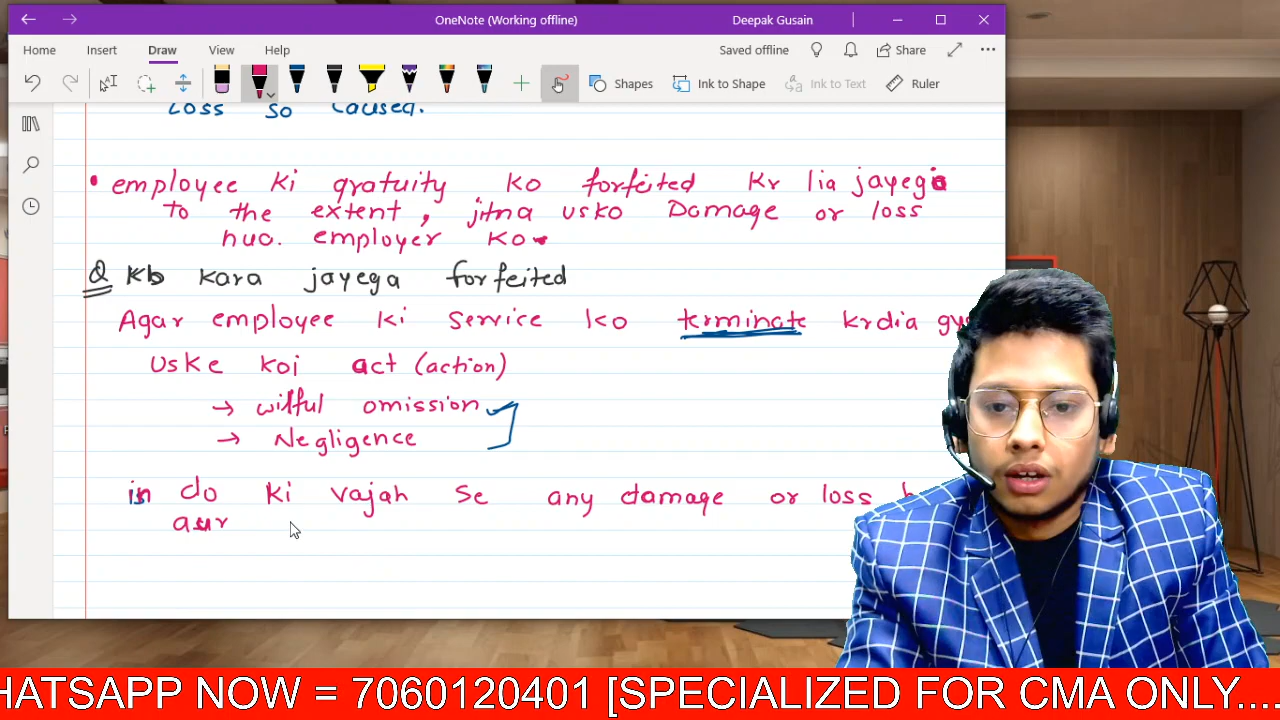 OneNote (Working offline)
Deepak Gusain
Home Insert Draw View Help
Saved offline
Share
Shapes
Ink to Shape
Ink to Text
Ruler
Loss so caused.
• employee ki gratuity ko forfeited kr lia jayega
to the extent, jitna usko Damage or loss
hua. employer ko
Q Kb kara jayega forfeited
Agar employee ki service ko terminate krdia
uske koi act (action)
→ wilful omission
→ Negligence
in do ki vajah se any damage or loss
aur
HATSAPP NOW = 7060120401 [SPECIALIZED FOR CMA ONLY....